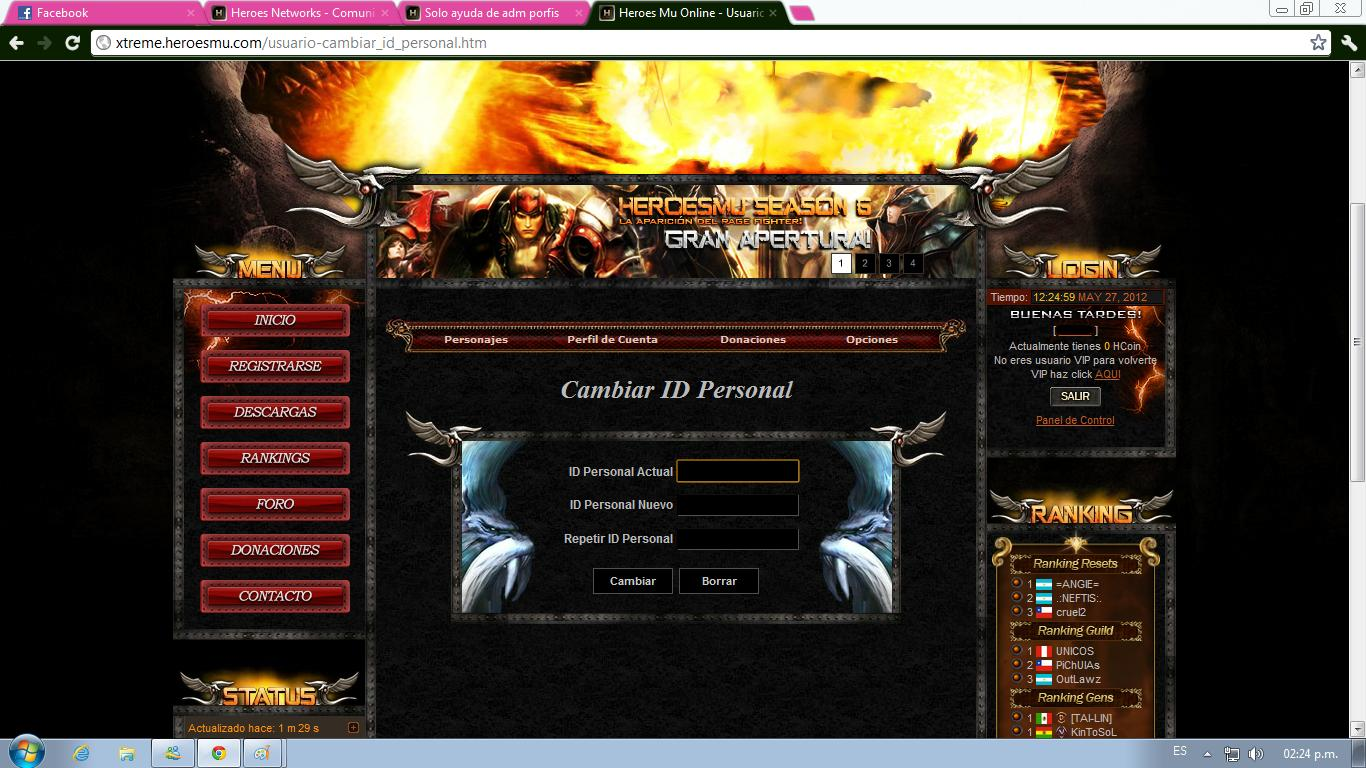 Facebook
Heroes Networks - Comuni
Solo ayuda de adm porfis
Heroes Mu Online - Usuario
xtreme.heroesmu.com/usuario-cambiar_id_personal.htm
HEROESMU SEASON 6
LA APARICIÓN DEL RAGE FIGHTER!
GRAN APERTURA!
1 2 3 4
MENU
INICIO
REGISTRARSE
DESCARGAS
RANKINGS
FORO
DONACIONES
CONTACTO
STATUS
Actualizado hace: 1 m 29 s
Personajes Perfil de Cuenta Donaciones Opciones
Cambiar ID Personal
ID Personal Actual
ID Personal Nuevo
Repetir ID Personal
Cambiar Borrar
LOGIN
Tiempo: 12:24:59 MAY 27, 2012
BUENAS TARDES!
[ _____ ]
Actualmente tienes 0 HCoin
No eres usuario VIP para volverte
VIP haz click AQUI
SALIR
Panel de Control
RANKING
Ranking Resets
1 =ANGIE=
2 .:NEFTIS:.
3 cruel2
Ranking Guild
1 UNICOS
2 PiChUlAs
3 OutLawz
Ranking Gens
1 [TAI-LIN]
1 KinToSoL
ES
02:24 p.m.